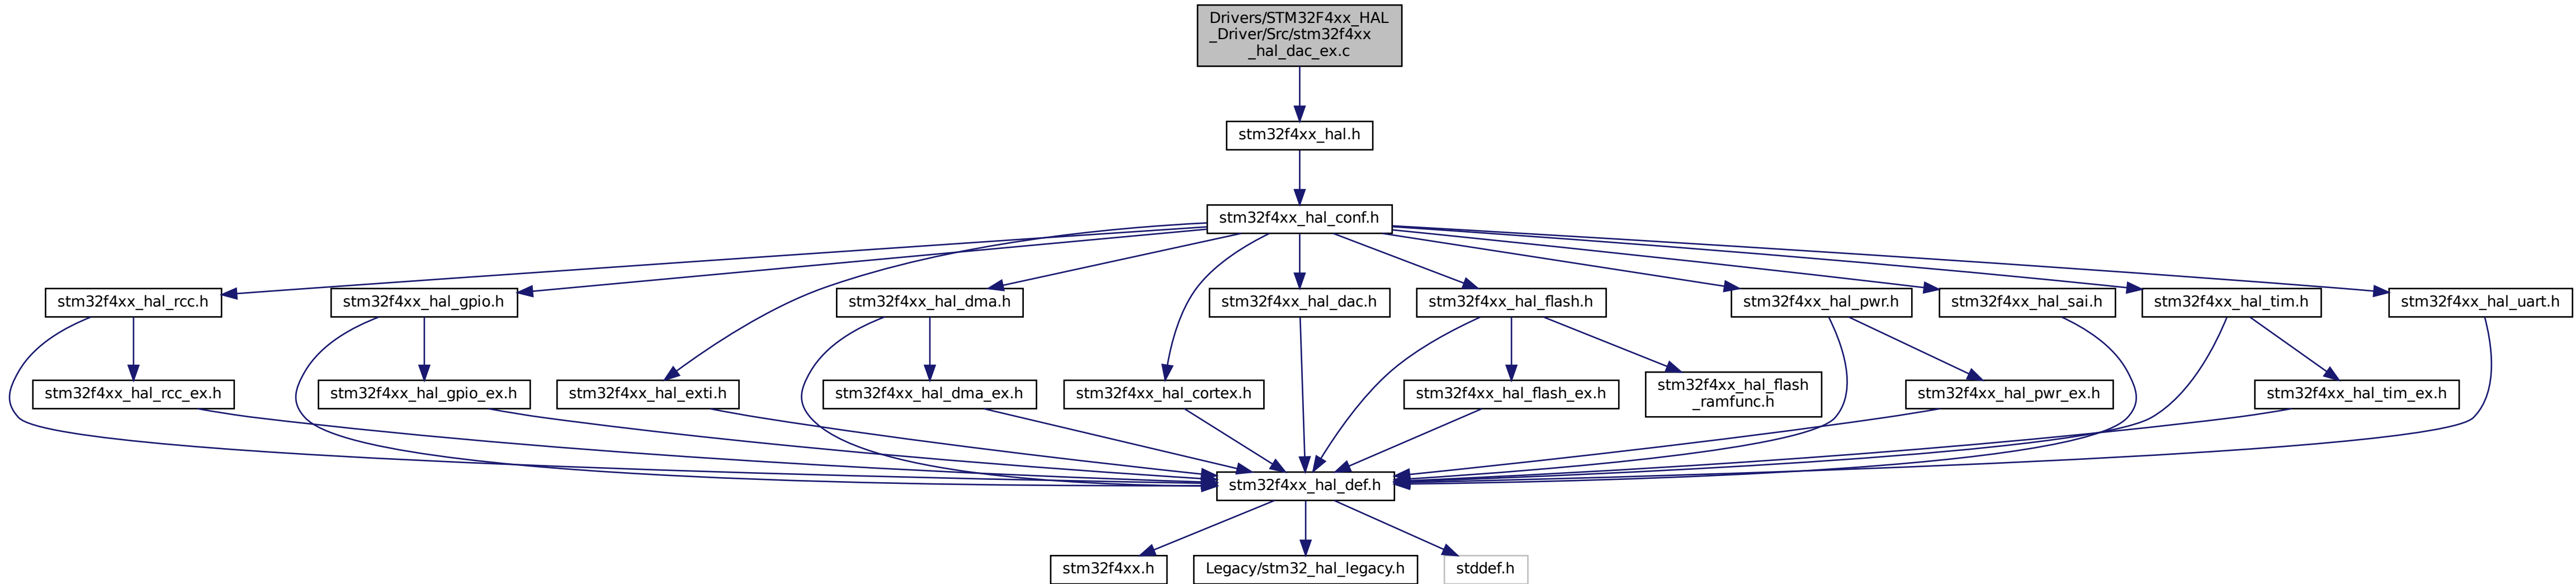 Drivers/STM32F4xx_HAL
_Driver/Src/stm32f4xx
_hal_dac_ex.c
stm32f4xx_hal.h
stm32f4xx_hal_conf.h
stm32f4xx_hal_rcc.h
stm32f4xx_hal_gpio.h
stm32f4xx_hal_dma.h
stm32f4xx_hal_dac.h
stm32f4xx_hal_flash.h
stm32f4xx_hal_pwr.h
stm32f4xx_hal_sai.h
stm32f4xx_hal_tim.h
stm32f4xx_hal_uart.h
stm32f4xx_hal_rcc_ex.h
stm32f4xx_hal_gpio_ex.h
stm32f4xx_hal_exti.h
stm32f4xx_hal_dma_ex.h
stm32f4xx_hal_cortex.h
stm32f4xx_hal_flash_ex.h
stm32f4xx_hal_flash
_ramfunc.h
stm32f4xx_hal_pwr_ex.h
stm32f4xx_hal_tim_ex.h
stm32f4xx_hal_def.h
stm32f4xx.h
Legacy/stm32_hal_legacy.h
stddef.h